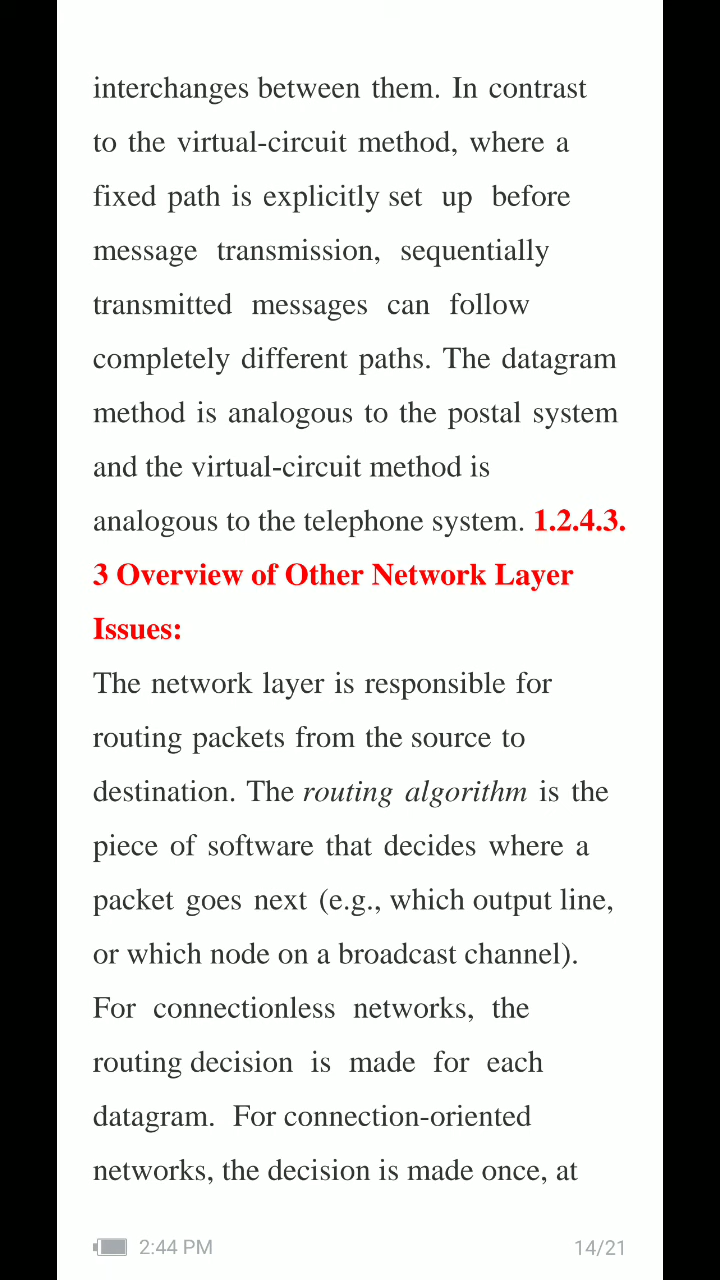 interchanges between them. In contrast
to the virtual-circuit method, where a
fixed path is explicitly set up before
message transmission, sequentially
transmitted messages can follow
completely different paths. The datagram
method is analogous to the postal system
and the virtual-circuit method is
analogous to the telephone system. 1.2.4.3.
3 Overview of Other Network Layer
Issues:
The network layer is responsible for
routing packets from the source to
destination. The routing algorithm is the
piece of software that decides where a
packet goes next (e.g., which output line,
or which node on a broadcast channel).
For connectionless networks, the
routing decision is made for each
datagram. For connection-oriented
networks, the decision is made once, at
2:44 PM 14/21